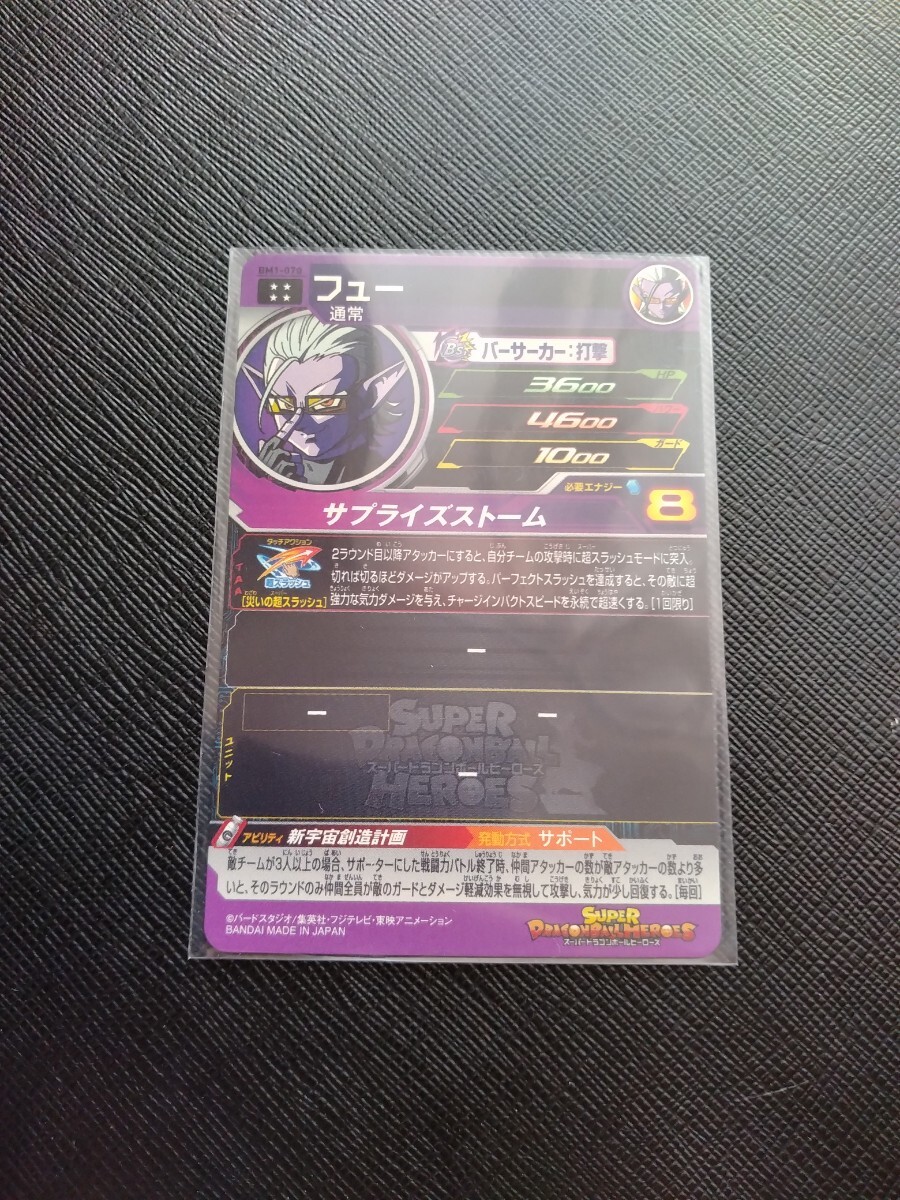 BM1-070
フュー
通常
Bs
バーサーカー:打撃
HP
3600
4600
ガード
1000
必要エナジー
8
サプライズストーム
TAA
タッチアクション
超スラッシュ
[災いの超スラッシュ]
2ラウンド目以降アタッカーにすると、自分チームの攻撃時に超スラッシュモードに突入。
切れば切るほどダメージがアップする。パーフェクトスラッシュを達成すると、その敵に超
強力な気力ダメージを与え、チャージインパクトスピードを永続で超速くする。[1回限り]
ー
ー
ー
ー
ユニット
SUPER
DRAGONBALL
スーパードラゴンボールヒーローズ
HEROES
アビリティ 新宇宙創造計画 発動方式 サポート
敵チームが3人以上の場合、サポーターにした戦闘力バトル終了時、仲間アタッカーの数が敵アタッカーの数より多
いと、そのラウンドのみ仲間全員が敵のガードとダメージ軽減効果を無視して攻撃し、気力が少し回復する。[毎回]
©バードスタジオ/集英社・フジテレビ・東映アニメーション
BANDAI MADE IN JAPAN
SUPER
DRAGONBALL HEROES
スーパードラゴンボールヒーローズ